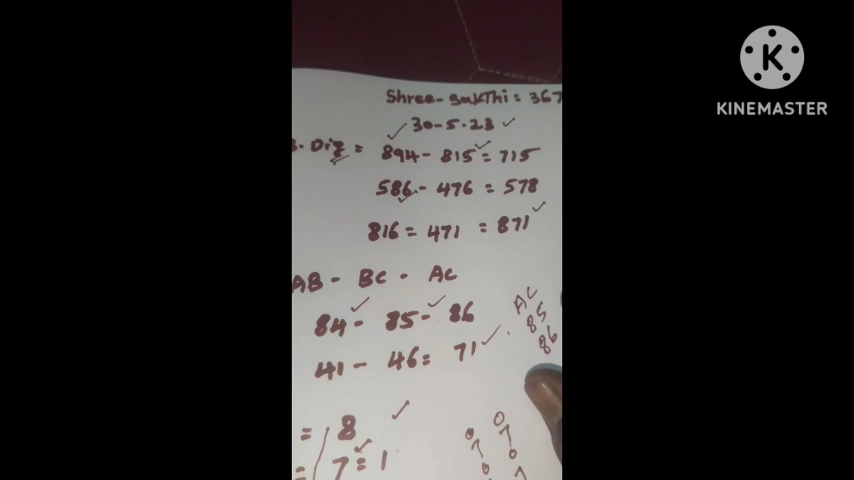 Shree-sakthi = 367
30-5-23
3. Dig = 894 - 815 = 715
586 - 476 = 578
816 = 471 = 871
AB - BC - AC
84 - 85 - 86
41 - 46 = 71
AC
85
86
= 8
= 7 = 1
K
KINEMASTER